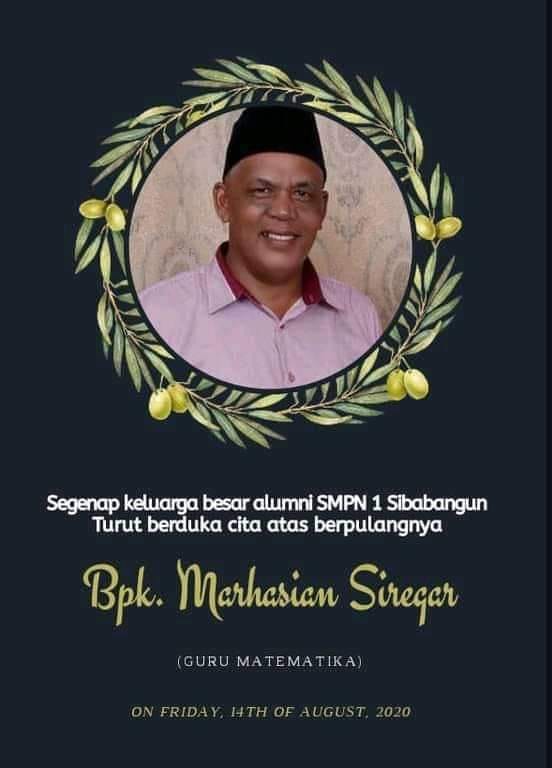 Segenap keluarga besar alumni SMPN 1 Sibabangun
Turut berduka cita atas berpulangnya
Bpk. Marhasian Siregar
(GURU MATEMATIKA)
ON FRIDAY, 14TH OF AUGUST, 2020